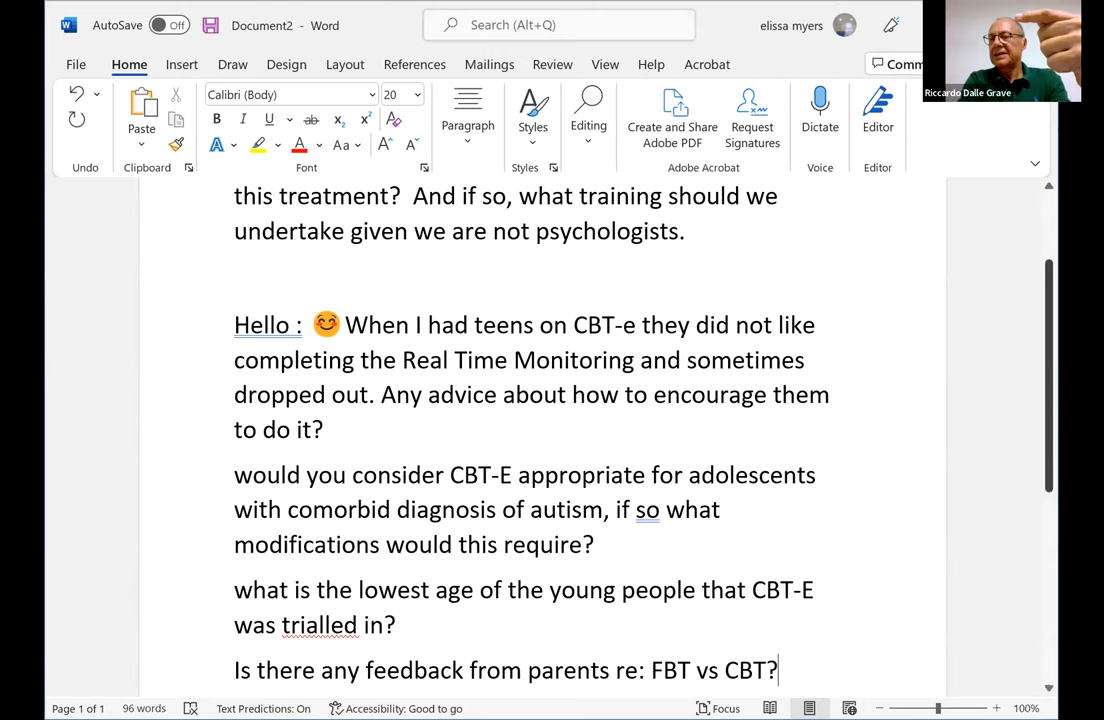 AutoSave Off Document2 - Word Search (Alt+Q) elissa myers
File Home Insert Draw Design Layout References Mailings Review View Help Acrobat Comm
Riccardo Dalle Grave
Calibri (Body) 20
Paste Paragraph Styles Editing Create and Share Adobe PDF Request Signatures Dictate Editor
B I U ab x₂ x² A
A A Aa A A
Undo Clipboard Font Styles Adobe Acrobat Voice Editor
this treatment? And if so, what training should we
undertake given we are not psychologists.
Hello : 😊 When I had teens on CBT-e they did not like
completing the Real Time Monitoring and sometimes
dropped out. Any advice about how to encourage them
to do it?
would you consider CBT-E appropriate for adolescents
with comorbid diagnosis of autism, if so what
modifications would this require?
what is the lowest age of the young people that CBT-E
was trialled in?
Is there any feedback from parents re: FBT vs CBT?
Page 1 of 1 96 words Text Predictions: On Accessibility: Good to go Focus 100%